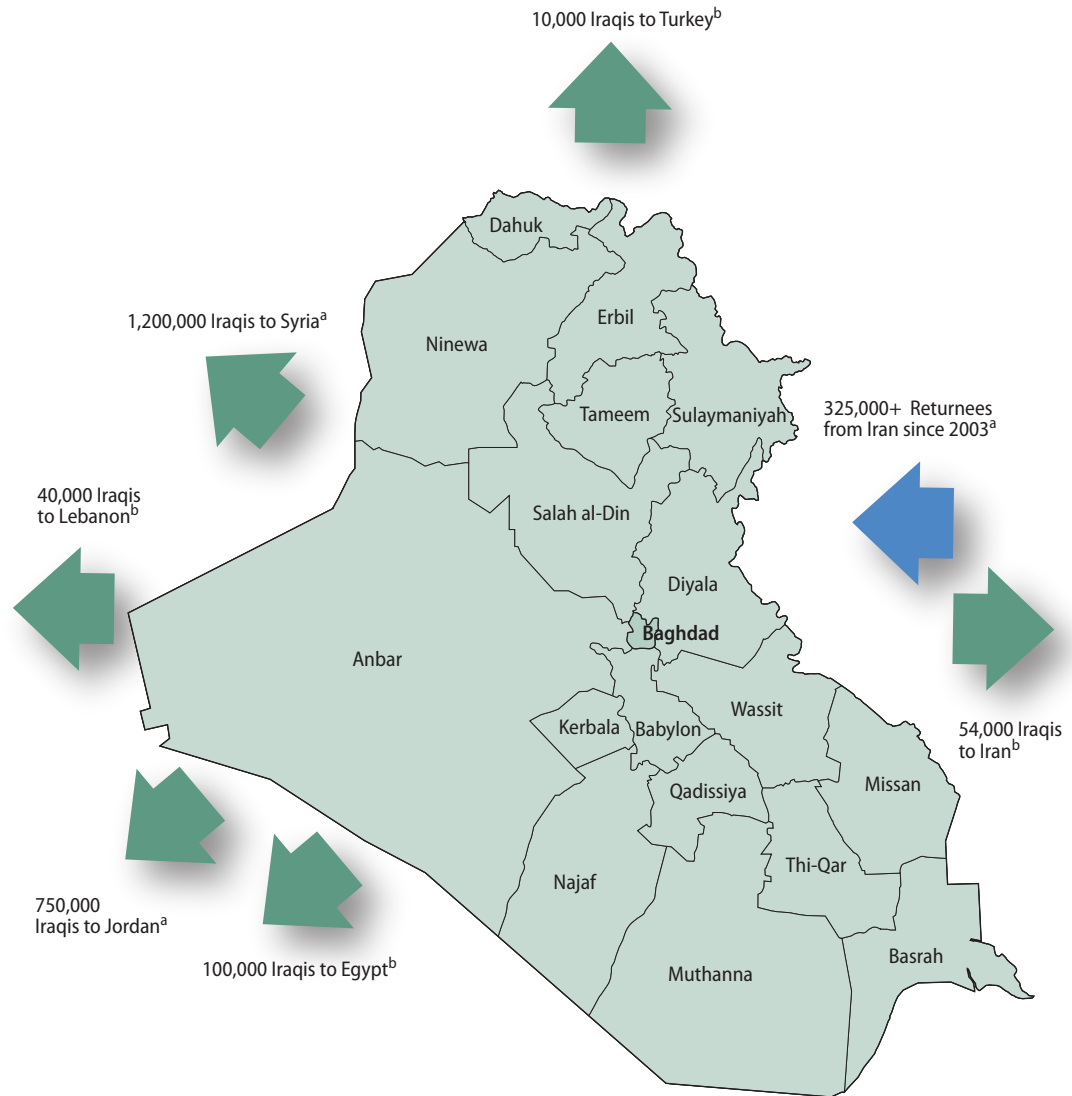 10,000 Iraqis to Turkeyᵇ
Dahuk
1,200,000 Iraqis to Syriaᵃ
Erbil
Ninewa
Tameem
Sulaymaniyah
325,000+ Returnees
from Iran since 2003ᵃ
40,000 Iraqis
to Lebanonᵇ
Salah al-Din
Diyala
Baghdad
Anbar
Wassit
Kerbala
Babylon
54,000 Iraqis
to Iranᵇ
Qadissiya
Missan
Thi-Qar
Najaf
750,000
Iraqis to Jordanᵃ
Basrah
100,000 Iraqis to Egyptᵇ
Muthanna